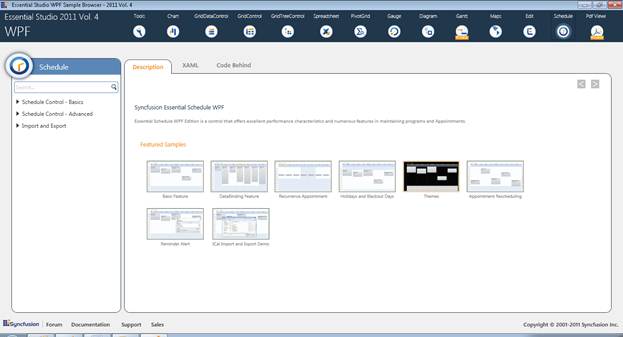 Essential Studio WPF Sample Browser - 2011 Vol. 4
Essential Studio 2011 Vol. 4
WPF
Tools Chart GridDataControl GridControl GridTreeControl Spreadsheet PivotGrid Gauge Diagram Gantt Maps Edit Schedule Pdf Viewer
Schedule
Search...
Schedule Control - Basics
Schedule Control - Advanced
Import and Export
Description XAML Code Behind
Syncfusion Essential Schedule WPF
Essential Schedule WPF Edition is a control that offers excellent performance characteristics and numerous features in maintaining programs and Appointments.
Featured Samples
Basic Feature DataBinding Feature Recurrence Appointment Holidays and Blackout Days Themes Appointment Rescheduling
Reminder Alert ICal Import and Export Demo
Syncfusion Forum Documentation Support Sales Copyright © 2001-2011 Syncfusion Inc.